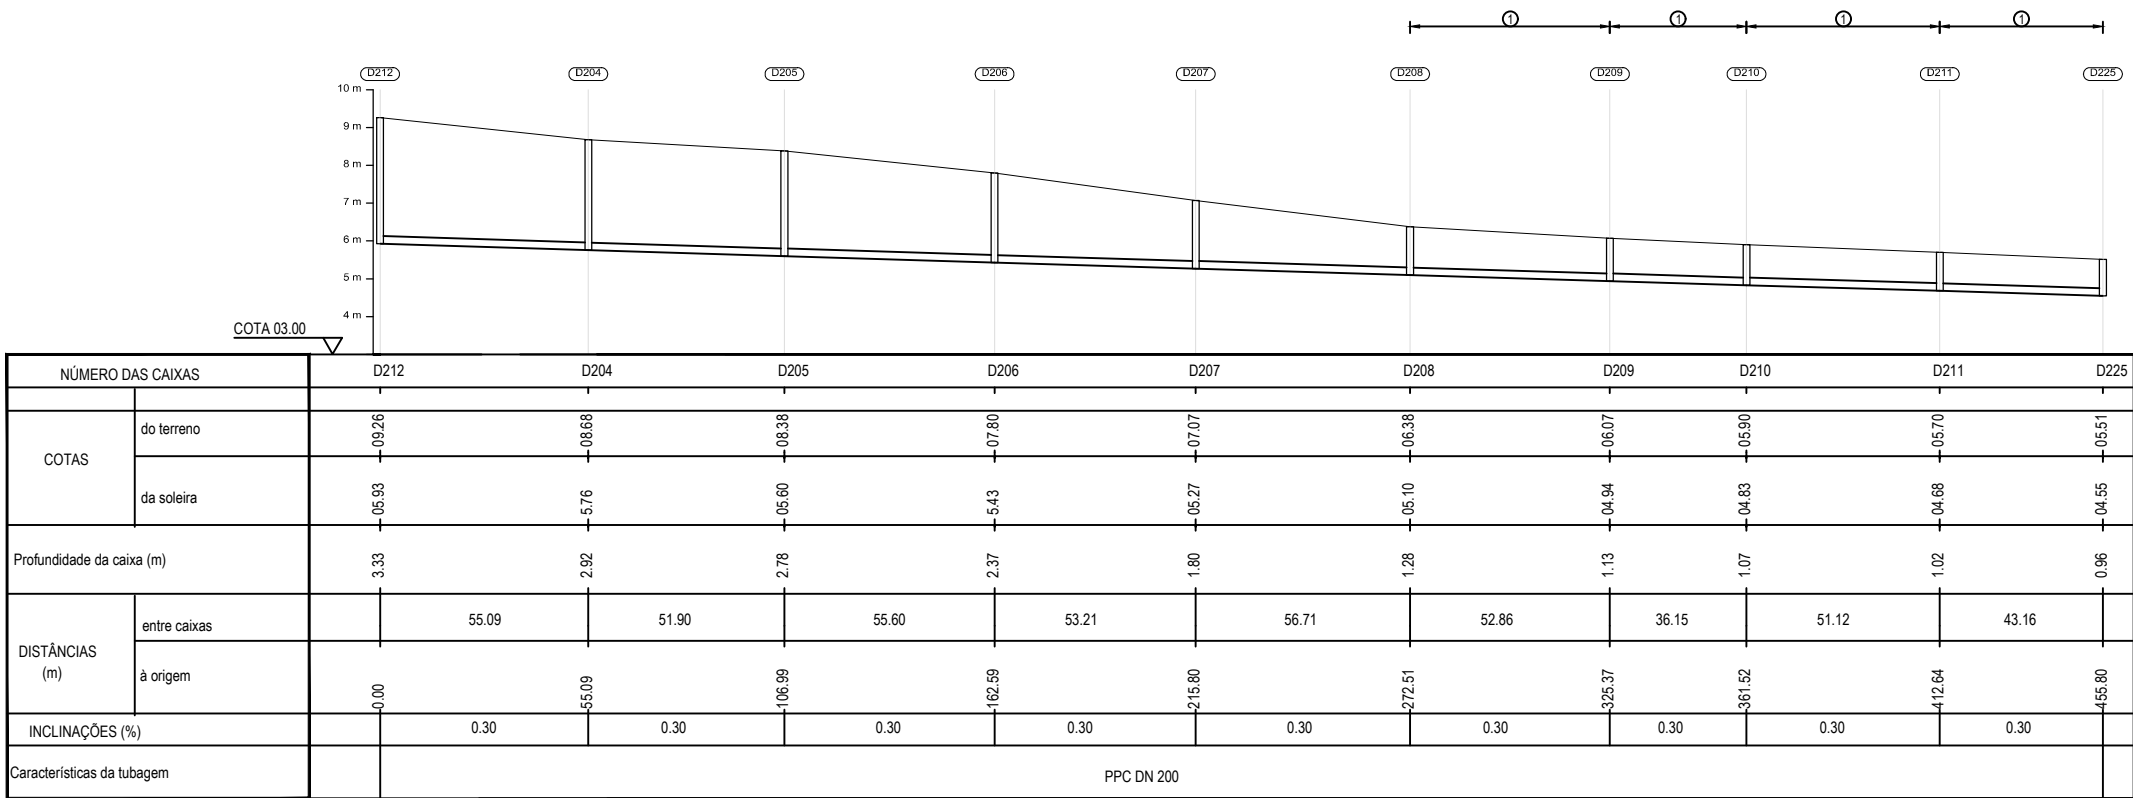 1 1 1 1
D212 D204 D205 D206 D207 D208 D209 D210 D211 D225
10 m
9 m
8 m
7 m
6 m
5 m
4 m
COTA 03.00
NÚMERO DAS CAIXAS D212 D204 D205 D206 D207 D208 D209 D210 D211 D225
COTAS
do terreno 09.26 08.68 08.38 07.80 07.07 06.38 06.07 05.90 05.70 05.51
da soleira 05.93 5.76 05.60 5.43 05.27 05.10 04.94 04.83 04.68 04.55
Profundidade da caixa (m) 3.33 2.92 2.78 2.37 1.80 1.28 1.13 1.07 1.02 0.96
DISTÂNCIAS
(m)
entre caixas 55.09 51.90 55.60 53.21 56.71 52.86 36.15 51.12 43.16
à origem 0.00 55.09 106.99 162.59 215.80 272.51 325.37 361.52 412.64 455.80
INCLINAÇÕES (%) 0.30 0.30 0.30 0.30 0.30 0.30 0.30 0.30 0.30
Características da tubagem PPC DN 200